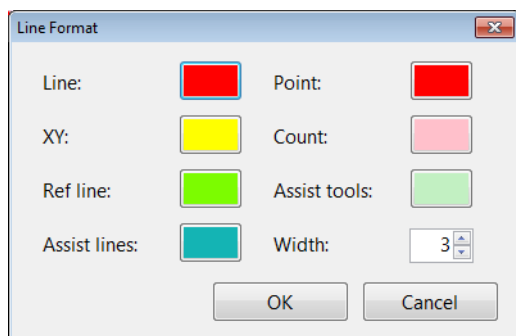 Line Format
Line: Point:
XY: Count:
Ref line: Assist tools:
Assist lines: Width: 3
OK Cancel